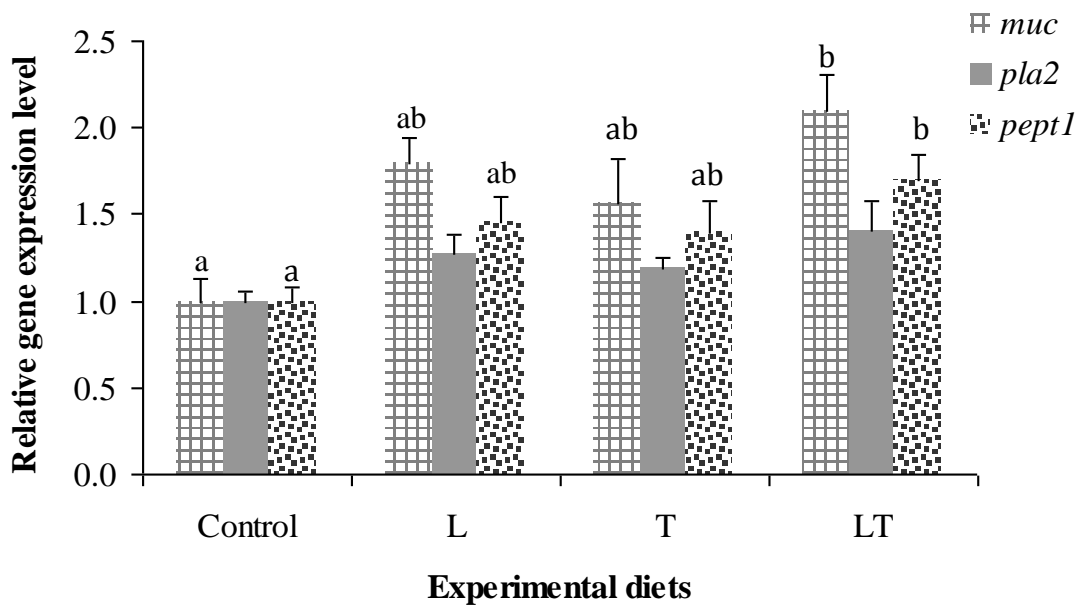 Relative gene expression level
2.5
2.0
1.5
1.0
0.5
0.0
a
a
ab
ab
ab
ab
b
b
muc
pla2
pept1
Control
L
T
LT
Experimental diets